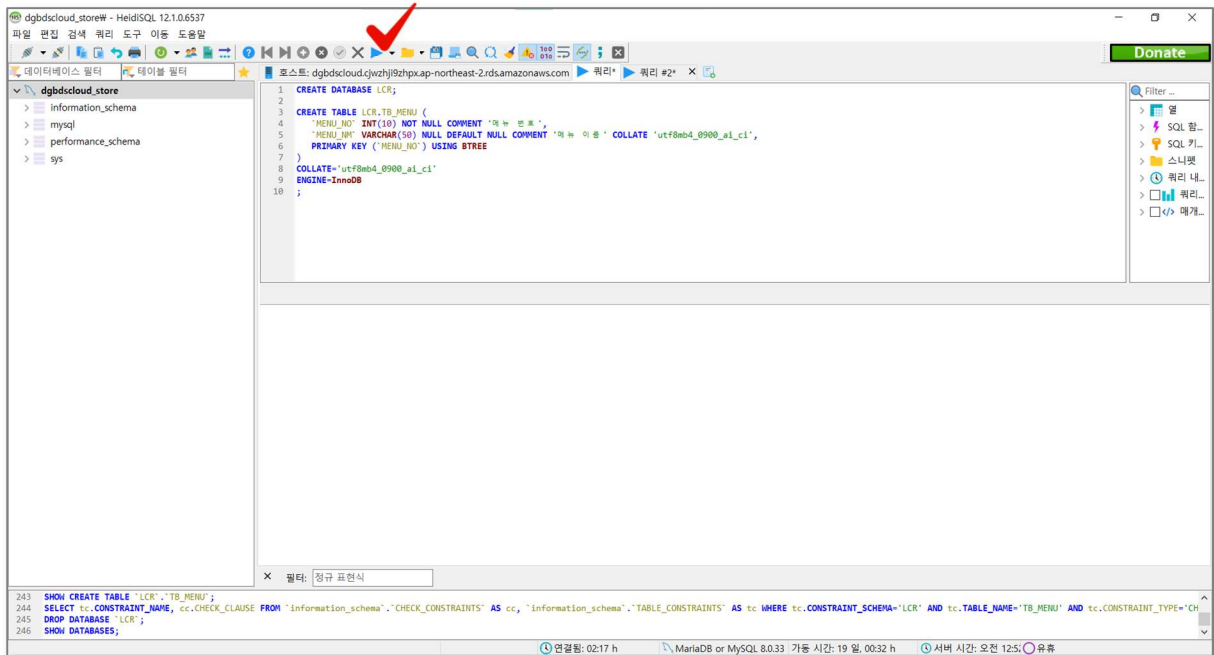 dgbdscloud_store₩ - HeidiSQL 12.1.0.6537
파일 편집 검색 쿼리 도구 이동 도움말
Donate
데이터베이스 필터 테이블 필터
호스트: dgbdscloud.cjwzhjl9zhpx.ap-northeast-2.rds.amazonaws.com 쿼리* 쿼리 #2*
dgbdscloud_store
information_schema
mysql
performance_schema
sys
1 CREATE DATABASE LCR;
2
3 CREATE TABLE LCR.TB_MENU (
4 `MENU_NO` INT(10) NOT NULL COMMENT '메뉴 번호',
5 `MENU_NM` VARCHAR(50) NULL DEFAULT NULL COMMENT '메뉴 이름' COLLATE 'utf8mb4_0900_ai_ci',
6 PRIMARY KEY (`MENU_NO`) USING BTREE
7 )
8 COLLATE='utf8mb4_0900_ai_ci'
9 ENGINE=InnoDB
10 ;
Filter ...
열
SQL 함...
SQL 키...
스니펫
쿼리 내...
쿼리...
매개...
필터: 정규 표현식
243 SHOW CREATE TABLE `LCR`.`TB_MENU`;
244 SELECT tc.CONSTRAINT_NAME, cc.CHECK_CLAUSE FROM `information_schema`.`CHECK_CONSTRAINTS` AS cc, `information_schema`.`TABLE_CONSTRAINTS` AS tc WHERE tc.CONSTRAINT_SCHEMA='LCR' AND tc.TABLE_NAME='TB_MENU' AND tc.CONSTRAINT_TYPE='CH
245 DROP DATABASE `LCR`;
246 SHOW DATABASES;
연결됨: 02:17 h MariaDB or MySQL 8.0.33 가동 시간: 19 일, 00:32 h 서버 시간: 오전 12:52 유휴